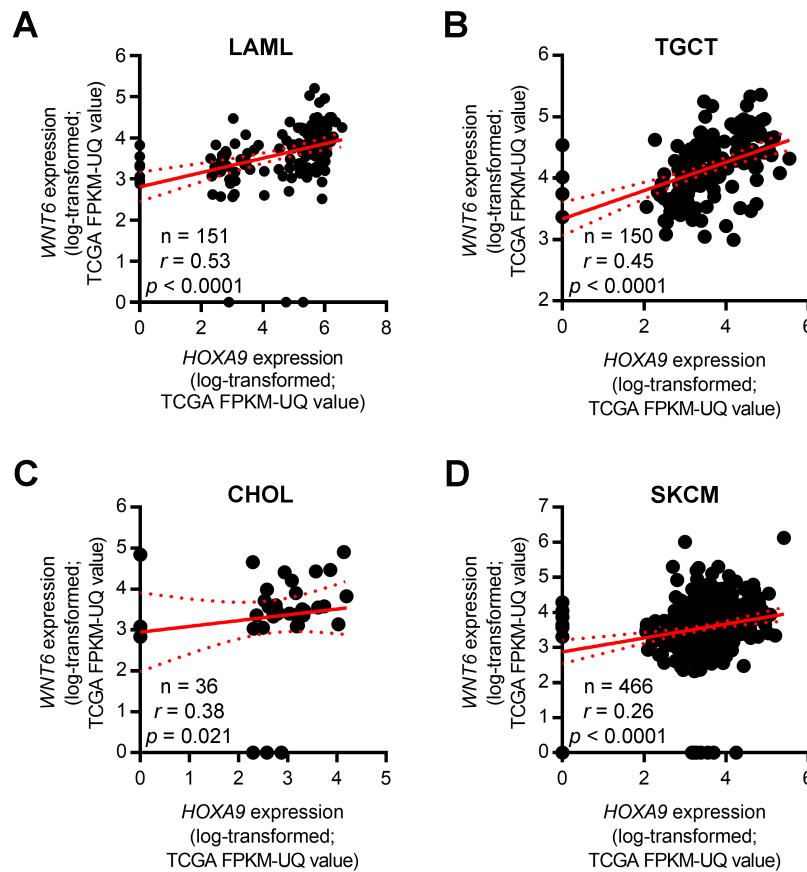 A
LAML
WNT6 expression
(log-transformed;
TCGA FPKM-UQ value)
6
5
4
3
2
1
0
n = 151
r = 0.53
p < 0.0001
0 2 4 6 8
HOXA9 expression
(log-transformed;
TCGA FPKM-UQ value)
B
TGCT
WNT6 expression
(log-transformed;
TCGA FPKM-UQ value)
6
5
4
3
2
n = 150
r = 0.45
p < 0.0001
0 2 4 6
HOXA9 expression
(log-transformed;
TCGA FPKM-UQ value)
C
CHOL
WNT6 expression
(log-transformed;
TCGA FPKM-UQ value)
6
5
4
3
2
1
0
n = 36
r = 0.38
p = 0.021
0 1 2 3 4 5
HOXA9 expression
(log-transformed;
TCGA FPKM-UQ value)
D
SKCM
WNT6 expression
(log-transformed;
TCGA FPKM-UQ value)
7
6
5
4
3
2
1
0
n = 466
r = 0.26
p < 0.0001
0 2 4 6
HOXA9 expression
(log-transformed;
TCGA FPKM-UQ value)